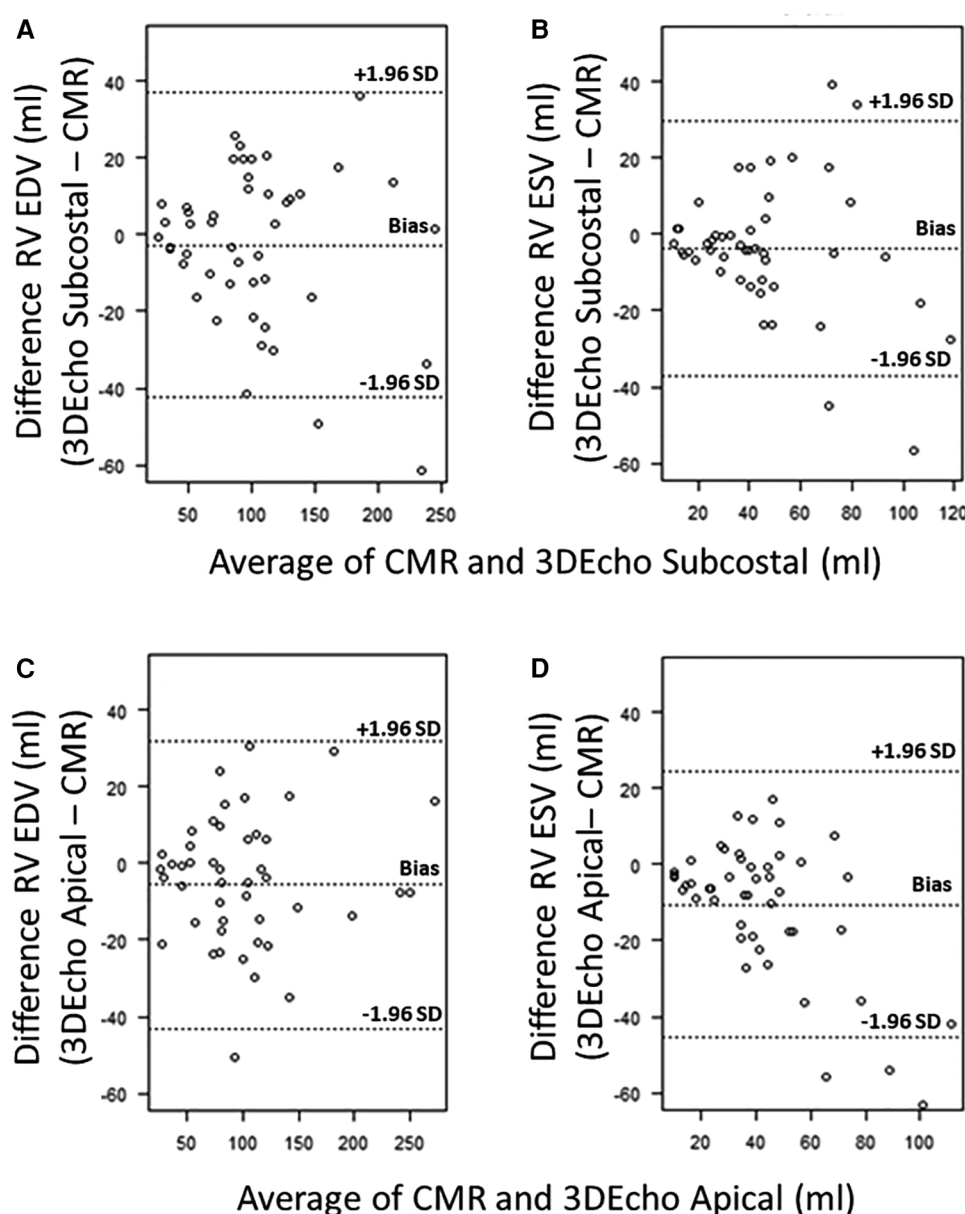 A
Difference RV EDV (ml)
(3DEcho Subcostal – CMR)
40
20
0
-20
-40
-60
+1.96 SD
Bias
-1.96 SD
50 100 150 200 250
B
Difference RV ESV (ml)
(3DEcho Subcostal – CMR)
40
20
0
-20
-40
-60
+1.96 SD
Bias
-1.96 SD
20 40 60 80 100 120
Average of CMR and 3DEcho Subcostal (ml)
C
Difference RV EDV (ml)
(3DEcho Apical – CMR)
40
20
0
-20
-40
-60
+1.96 SD
Bias
-1.96 SD
50 100 150 200 250
D
Difference RV ESV (ml)
(3DEcho Apical– CMR)
40
20
0
-20
-40
-60
+1.96 SD
Bias
-1.96 SD
20 40 60 80 100
Average of CMR and 3DEcho Apical (ml)